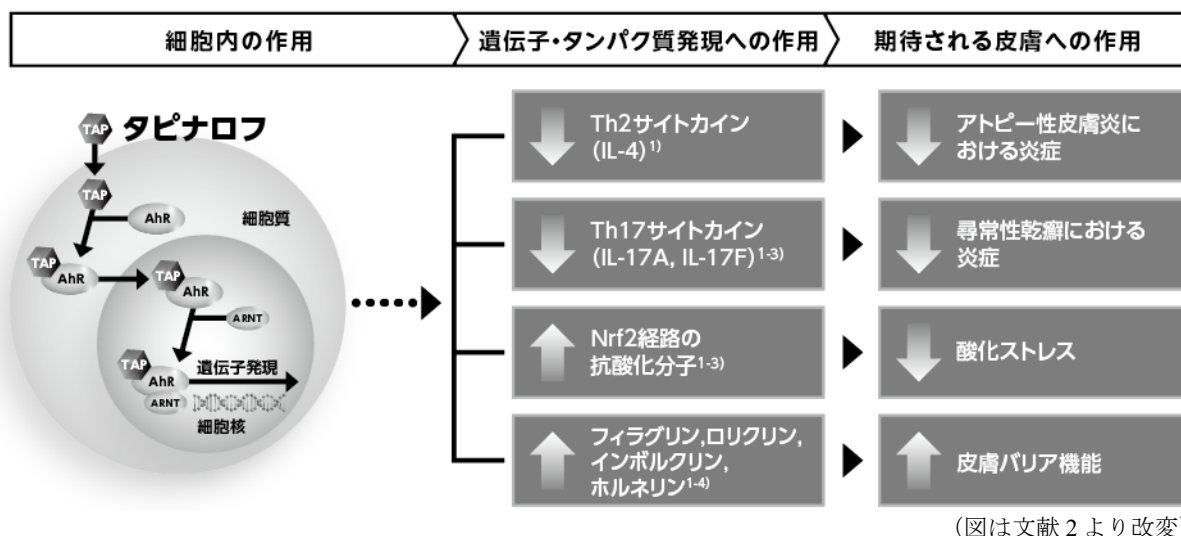 細胞内の作用
遺伝子・タンパク質発現への作用
期待される皮膚への作用
TAP
タピナロフ
TAP
AhR
細胞質
TAP
AhR
TAP
AhR
ARNT
TAP
AhR
ARNT
遺伝子発現
細胞核
Th2サイトカイン
(IL-4)1)
アトピー性皮膚炎に
おける炎症
Th17サイトカイン
(IL-17A, IL-17F)1-3)
尋常性乾癬における
炎症
Nrf2経路の
抗酸化分子1-3)
酸化ストレス
フィラグリン,ロリクリン,
インボルクリン,
ホルネリン1-4)
皮膚バリア機能
(図は文献 2 より改変)